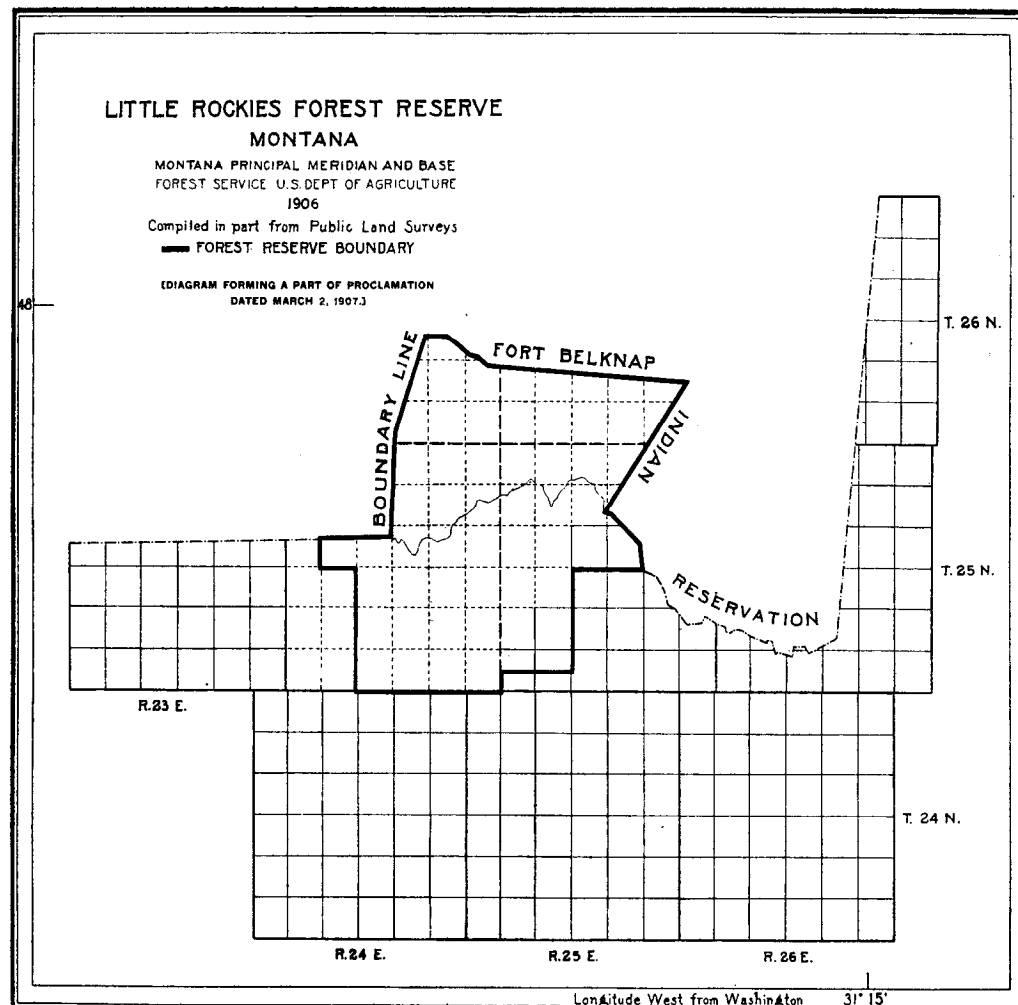 LITTLE ROCKIES FOREST RESERVE
MONTANA
MONTANA PRINCIPAL MERIDIAN AND BASE
FOREST SERVICE U.S. DEPT OF AGRICULTURE
1906
Compiled in part from Public Land Surveys
FOREST RESERVE BOUNDARY
[DIAGRAM FORMING A PART OF PROCLAMATION
DATED MARCH 2, 1907.]
48
T. 26 N.
BOUNDARY LINE
FORT BELKNAP
INDIAN
RESERVATION
T. 25 N.
R. 23 E.
T. 24 N.
R. 24 E.
R. 25 E.
R. 26 E.
Longitude West from Washington 31° 15'